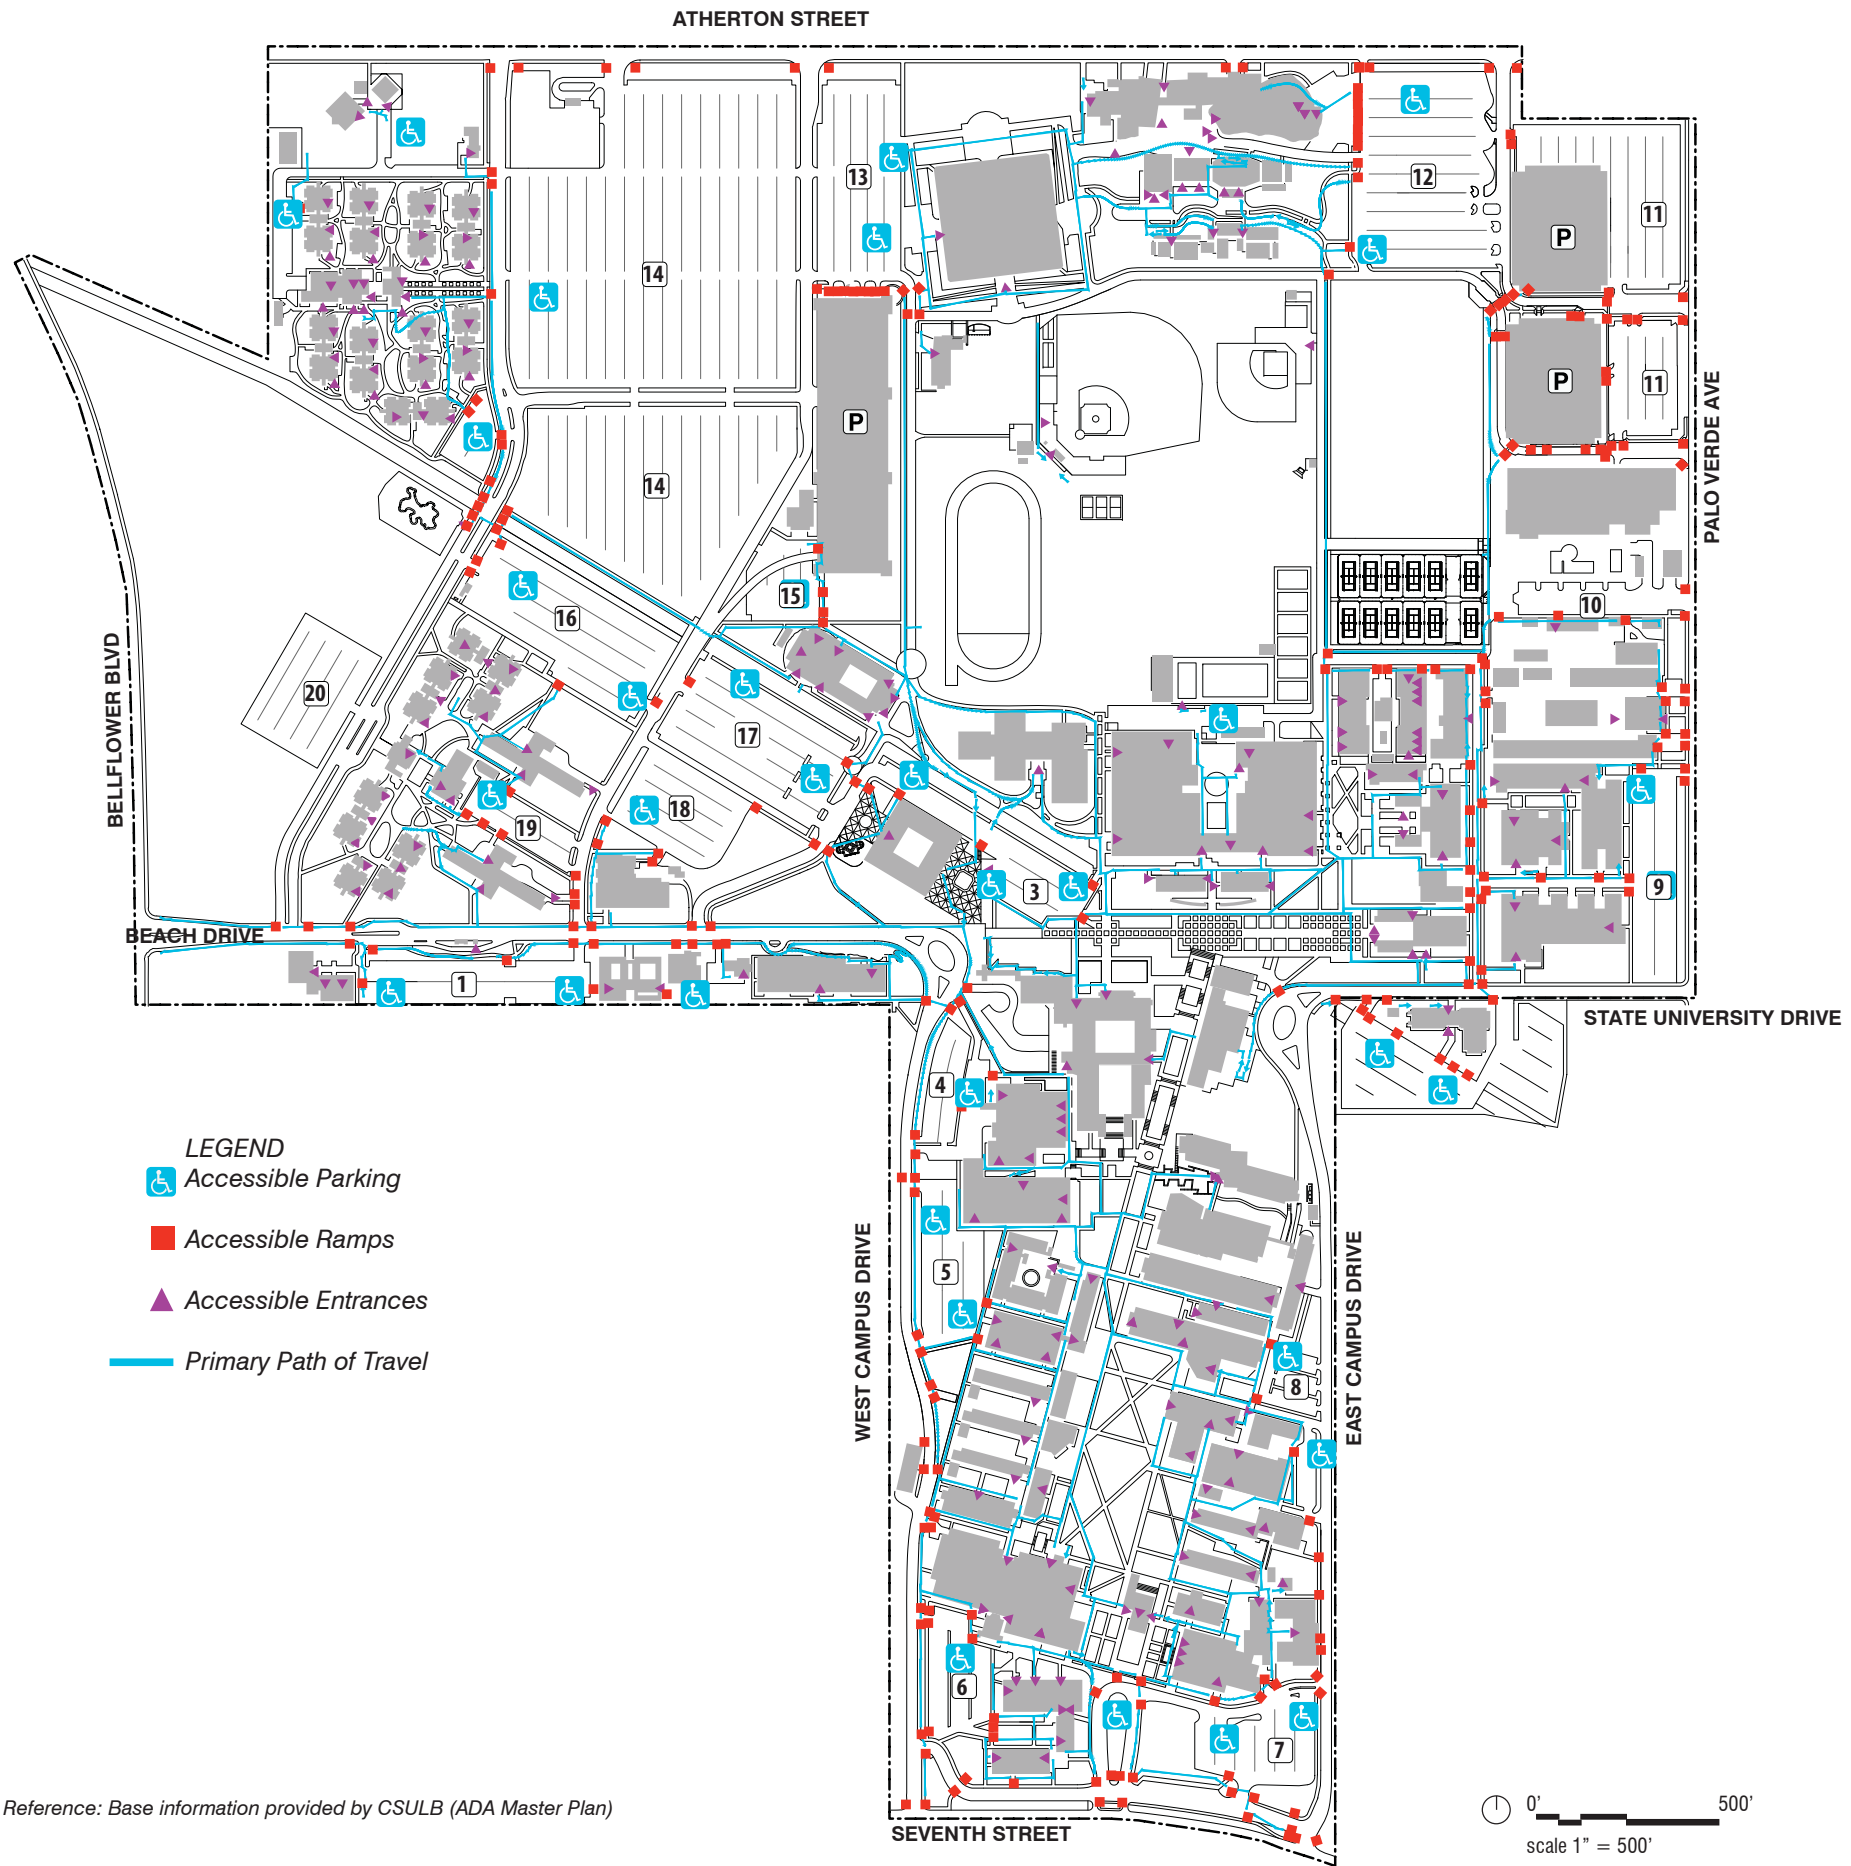 ATHERTON STREET
13
12
11
P
14
P
11
P
PALO VERDE AVE
14
15
10
16
BELLFLOWER BLVD
20
17
18
19
3
9
BEACH DRIVE
1
STATE UNIVERSITY DRIVE
4
LEGEND
Accessible Parking
Accessible Ramps
Accessible Entrances
Primary Path of Travel
WEST CAMPUS DRIVE
EAST CAMPUS DRIVE
5
8
6
7
Reference: Base information provided by CSULB (ADA Master Plan)
SEVENTH STREET
0' 500'
scale 1" = 500'